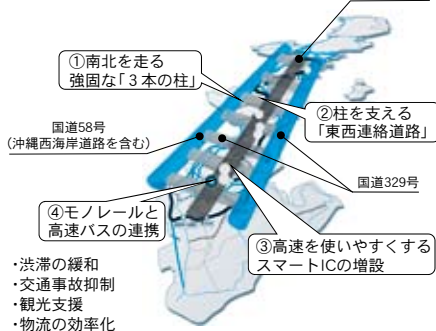 ①南北を走る
強固な「3本の柱」
②柱を支える
「東西連絡道路」
国道58号
(沖縄西海岸道路を含む)
国道329号
④モノレールと
高速バスの連携
③高速を使いやすくする
スマートICの増設
・渋滞の緩和
・交通事故抑制
・観光支援
・物流の効率化